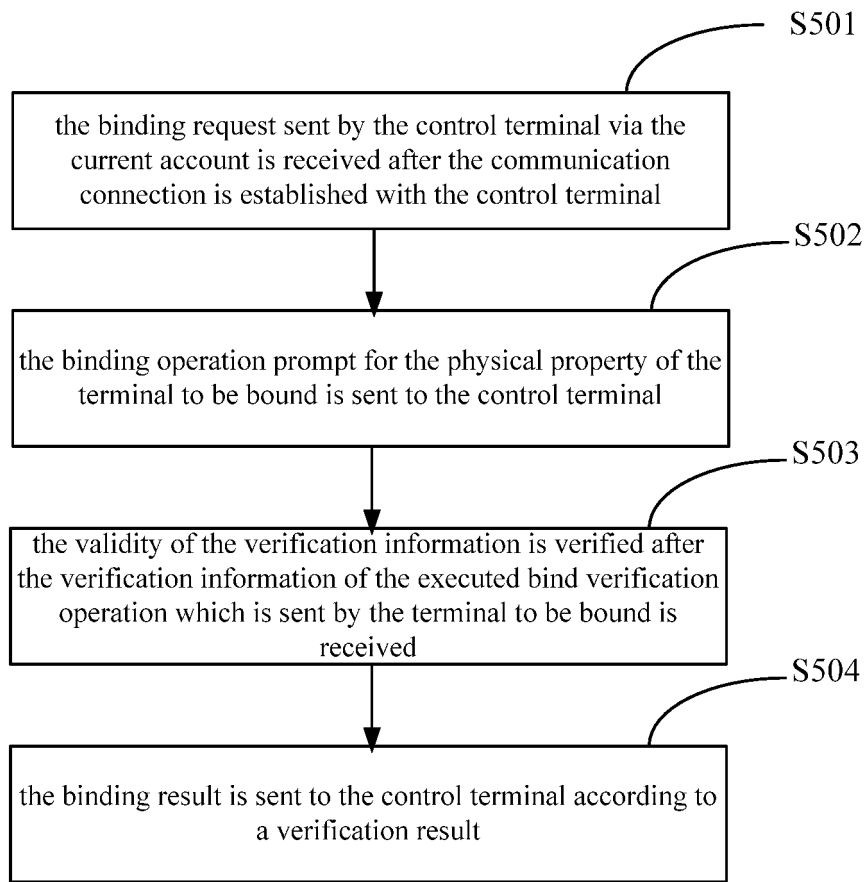 S501
the binding request sent by the control terminal via the
current account is received after the communication
connection is established with the control terminal
S502
the binding operation prompt for the physical property of the
terminal to be bound is sent to the control terminal
S503
the validity of the verification information is verified after
the verification information of the executed bind verification
operation which is sent by the terminal to be bound is
received
S504
the binding result is sent to the control terminal according to
a verification result